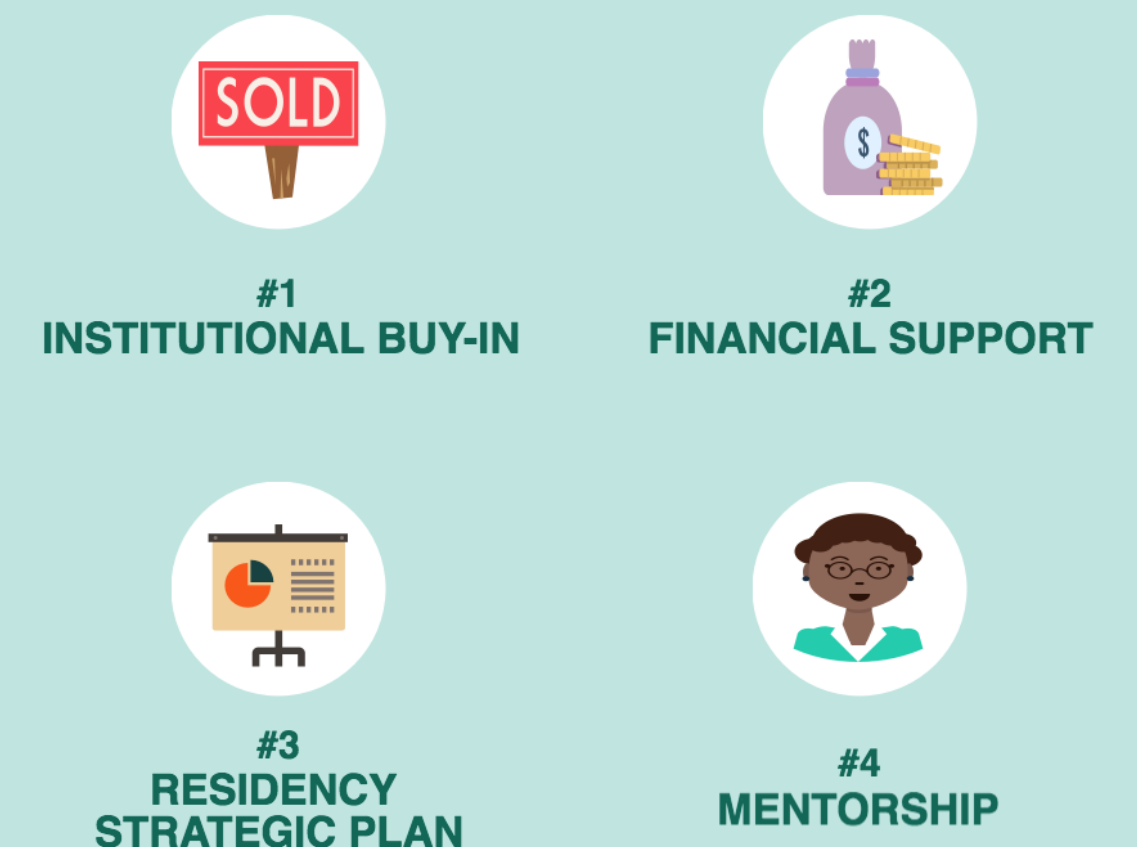 SOLD
#1
INSTITUTIONAL BUY-IN
$
#2
FINANCIAL SUPPORT
#3
RESIDENCY
STRATEGIC PLAN
#4
MENTORSHIP